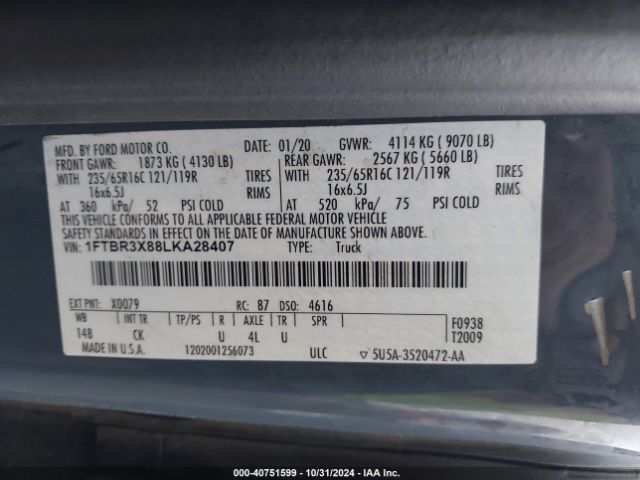 MFD. BY FORD MOTOR CO. DATE: 01/20 GVWR: 4114 KG ( 9070 LB)
FRONT GAWR: 1873 KG ( 4130 LB) REAR GAWR: 2567 KG ( 5660 LB)
WITH 235/65R16C 121/119R TIRES WITH 235/65R16C 121/119R TIRES
16x6.5J RIMS 16x6.5J RIMS
AT 360 kPa/ 52 PSI COLD AT 520 kPa/ 75 PSI COLD
THIS VEHICLE CONFORMS TO ALL APPLICABLE FEDERAL MOTOR VEHICLE
SAFETY STANDARDS IN EFFECT ON THE DATE OF MANUFACTURE SHOWN ABOVE.
VIN: 1FTBR3X88LKA28407 TYPE: Truck
EXT PNT: X0079 RC: 87 DSO: 4616
WB INT TR TP/PS R AXLE TR SPR F0938
148 CK U 4L U T2009
MADE IN U.S.A. 1202001256073 ULC ▽ 5U5A-3520472-AA
000-40751599 - 10/31/2024 - IAA Inc.